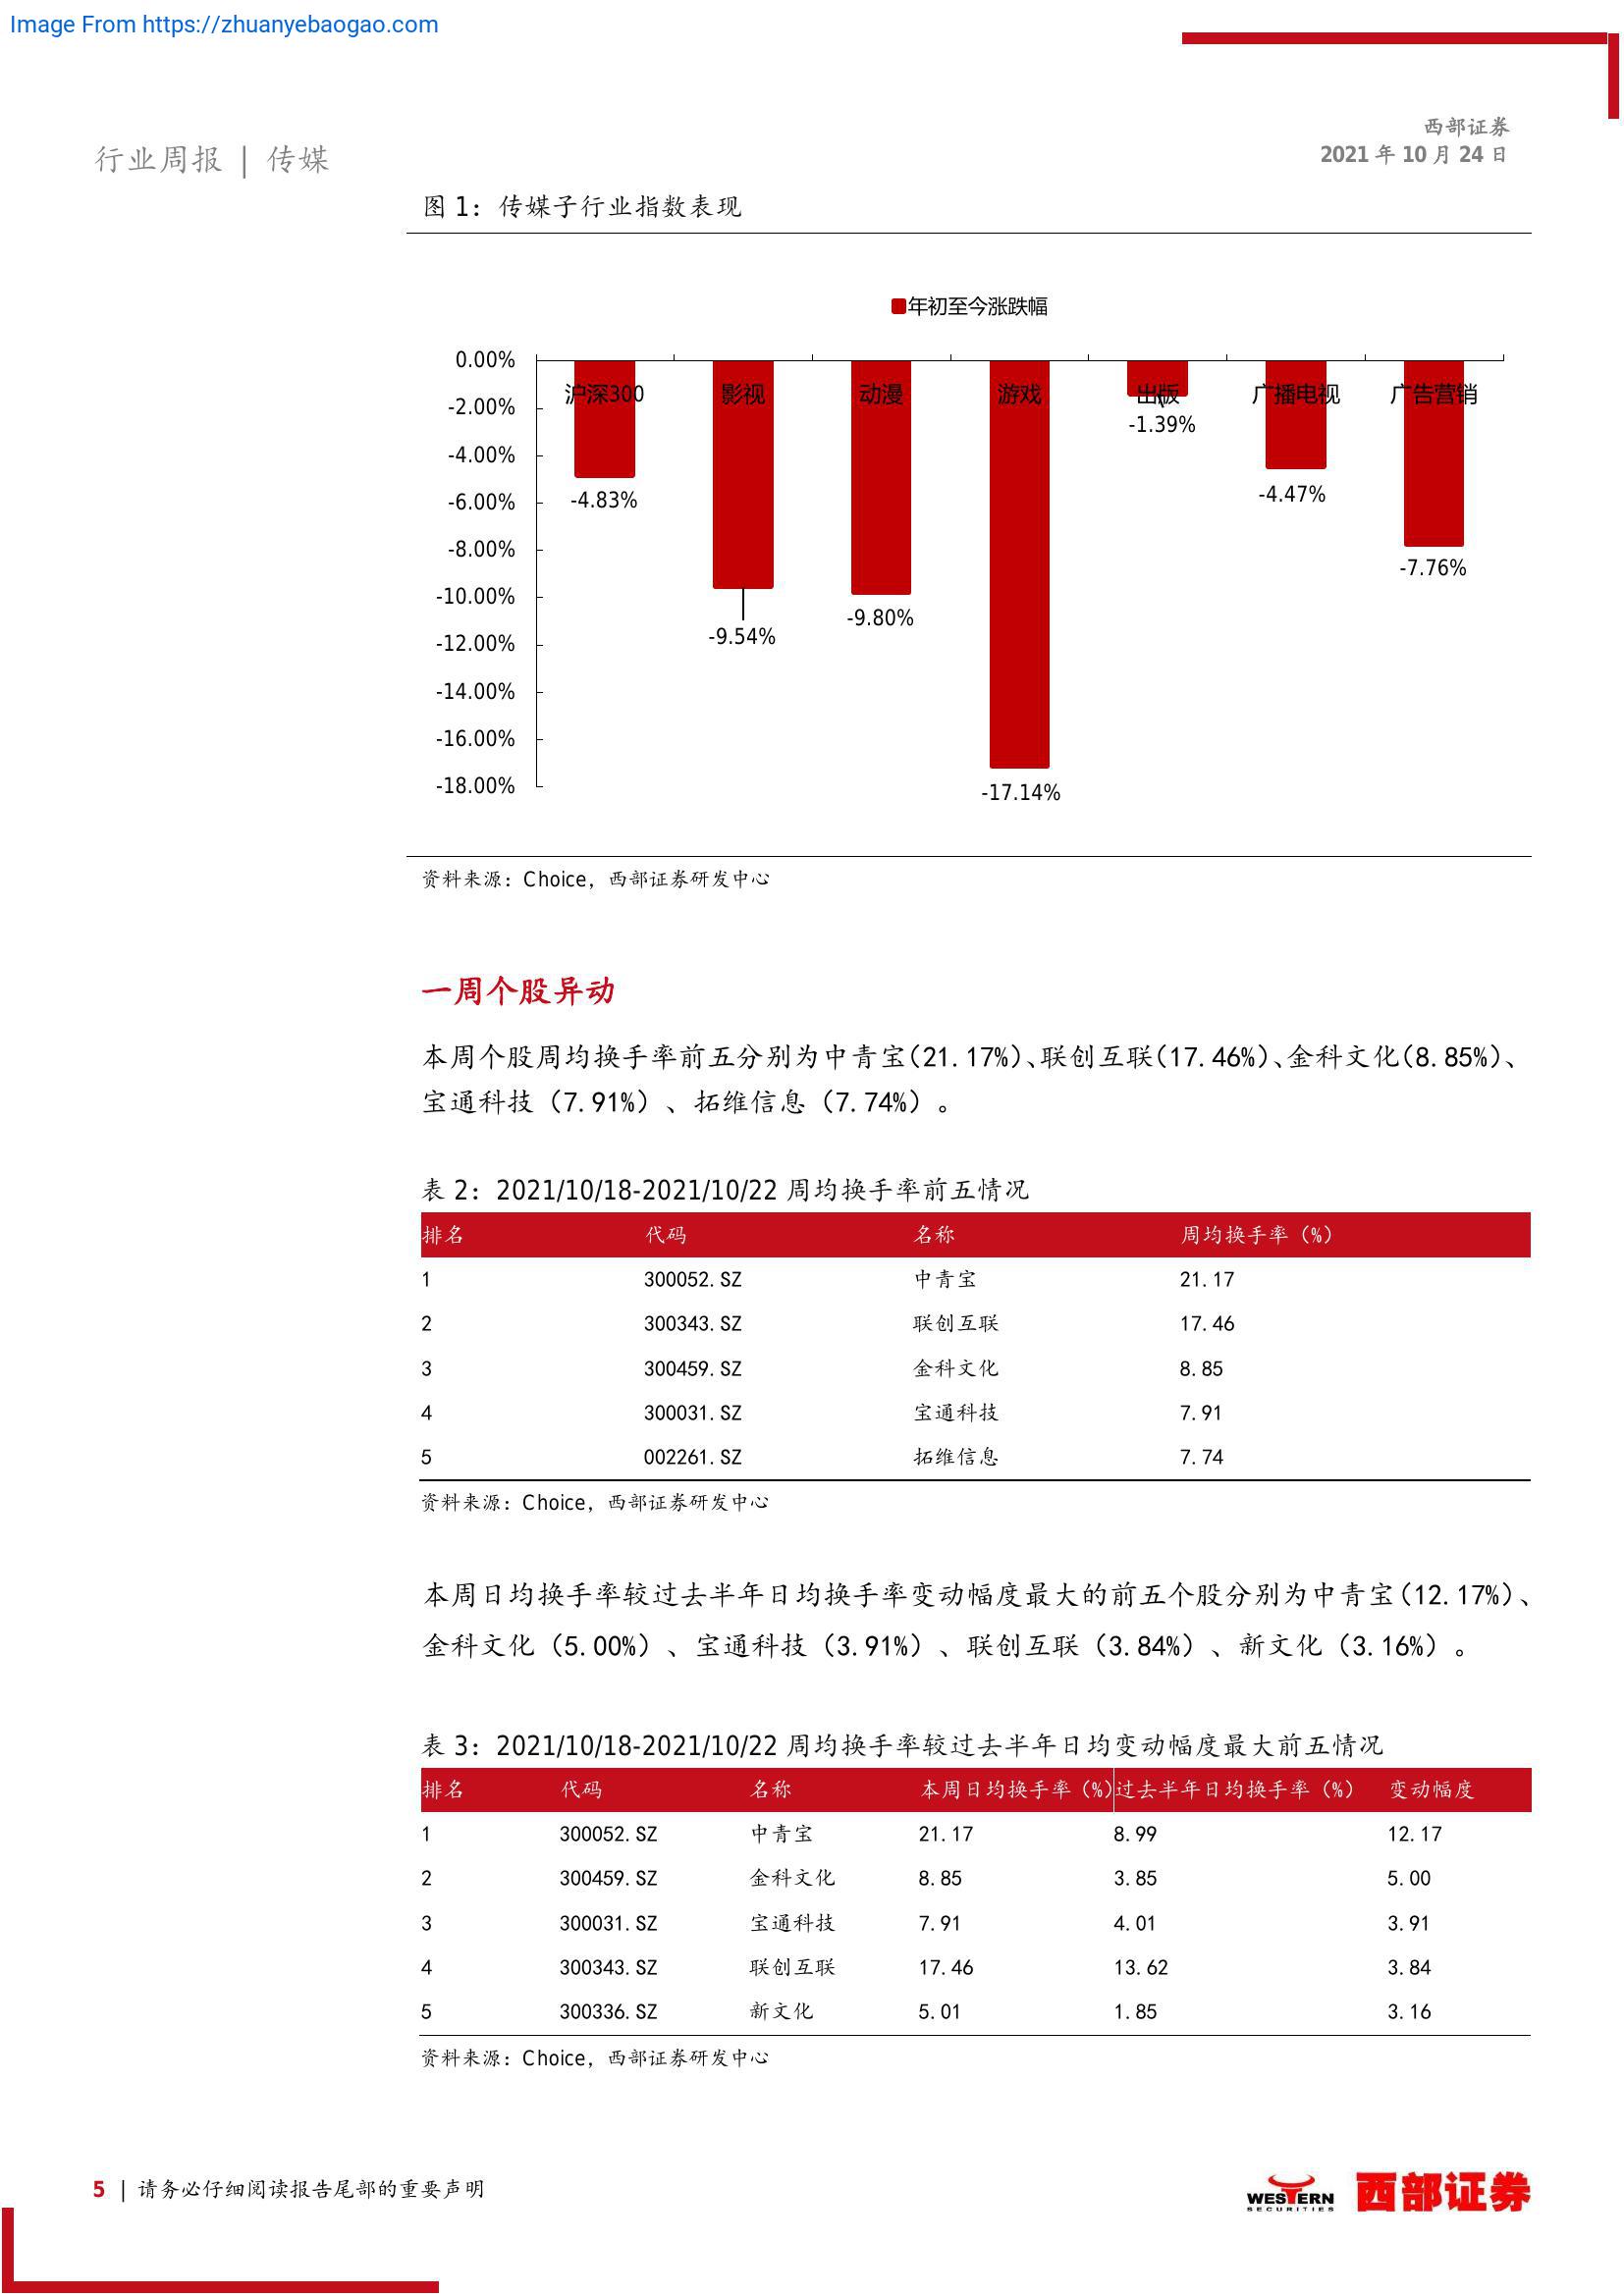 Image From https://zhuanyebaogao.com
西部证券
2021 年 10 月 24 日
行业周报 | 传媒
图 1：传媒子行业指数表现
年初至今涨跌幅
0.00%
-2.00%
-4.00%
-6.00%
-8.00%
-10.00%
-12.00%
-14.00%
-16.00%
-18.00%
沪深300 影视 动漫 游戏 出版 广播电视 广告营销
-4.83%
-9.54%
-9.80%
-17.14%
-1.39%
-4.47%
-7.76%
资料来源：Choice，西部证券研发中心
一周个股异动
本周个股周均换手率前五分别为中青宝(21.17%)、联创互联(17.46%)、金科文化(8.85%)、
宝通科技（7.91%）、拓维信息（7.74%）。
表 2：2021/10/18-2021/10/22 周均换手率前五情况
排名 代码 名称 周均换手率（%）
1 300052.SZ 中青宝 21.17
2 300343.SZ 联创互联 17.46
3 300459.SZ 金科文化 8.85
4 300031.SZ 宝通科技 7.91
5 002261.SZ 拓维信息 7.74
资料来源：Choice，西部证券研发中心
本周日均换手率较过去半年日均换手率变动幅度最大的前五个股分别为中青宝(12.17%)、
金科文化（5.00%）、宝通科技（3.91%）、联创互联（3.84%）、新文化（3.16%）。
表 3：2021/10/18-2021/10/22 周均换手率较过去半年日均变动幅度最大前五情况
排名 代码 名称 本周日均换手率（%） 过去半年日均换手率（%） 变动幅度
1 300052.SZ 中青宝 21.17 8.99 12.17
2 300459.SZ 金科文化 8.85 3.85 5.00
3 300031.SZ 宝通科技 7.91 4.01 3.91
4 300343.SZ 联创互联 17.46 13.62 3.84
5 300336.SZ 新文化 5.01 1.85 3.16
资料来源：Choice，西部证券研发中心
5 | 请务必仔细阅读报告尾部的重要声明
WESTERN
SECURITIES
西部证券